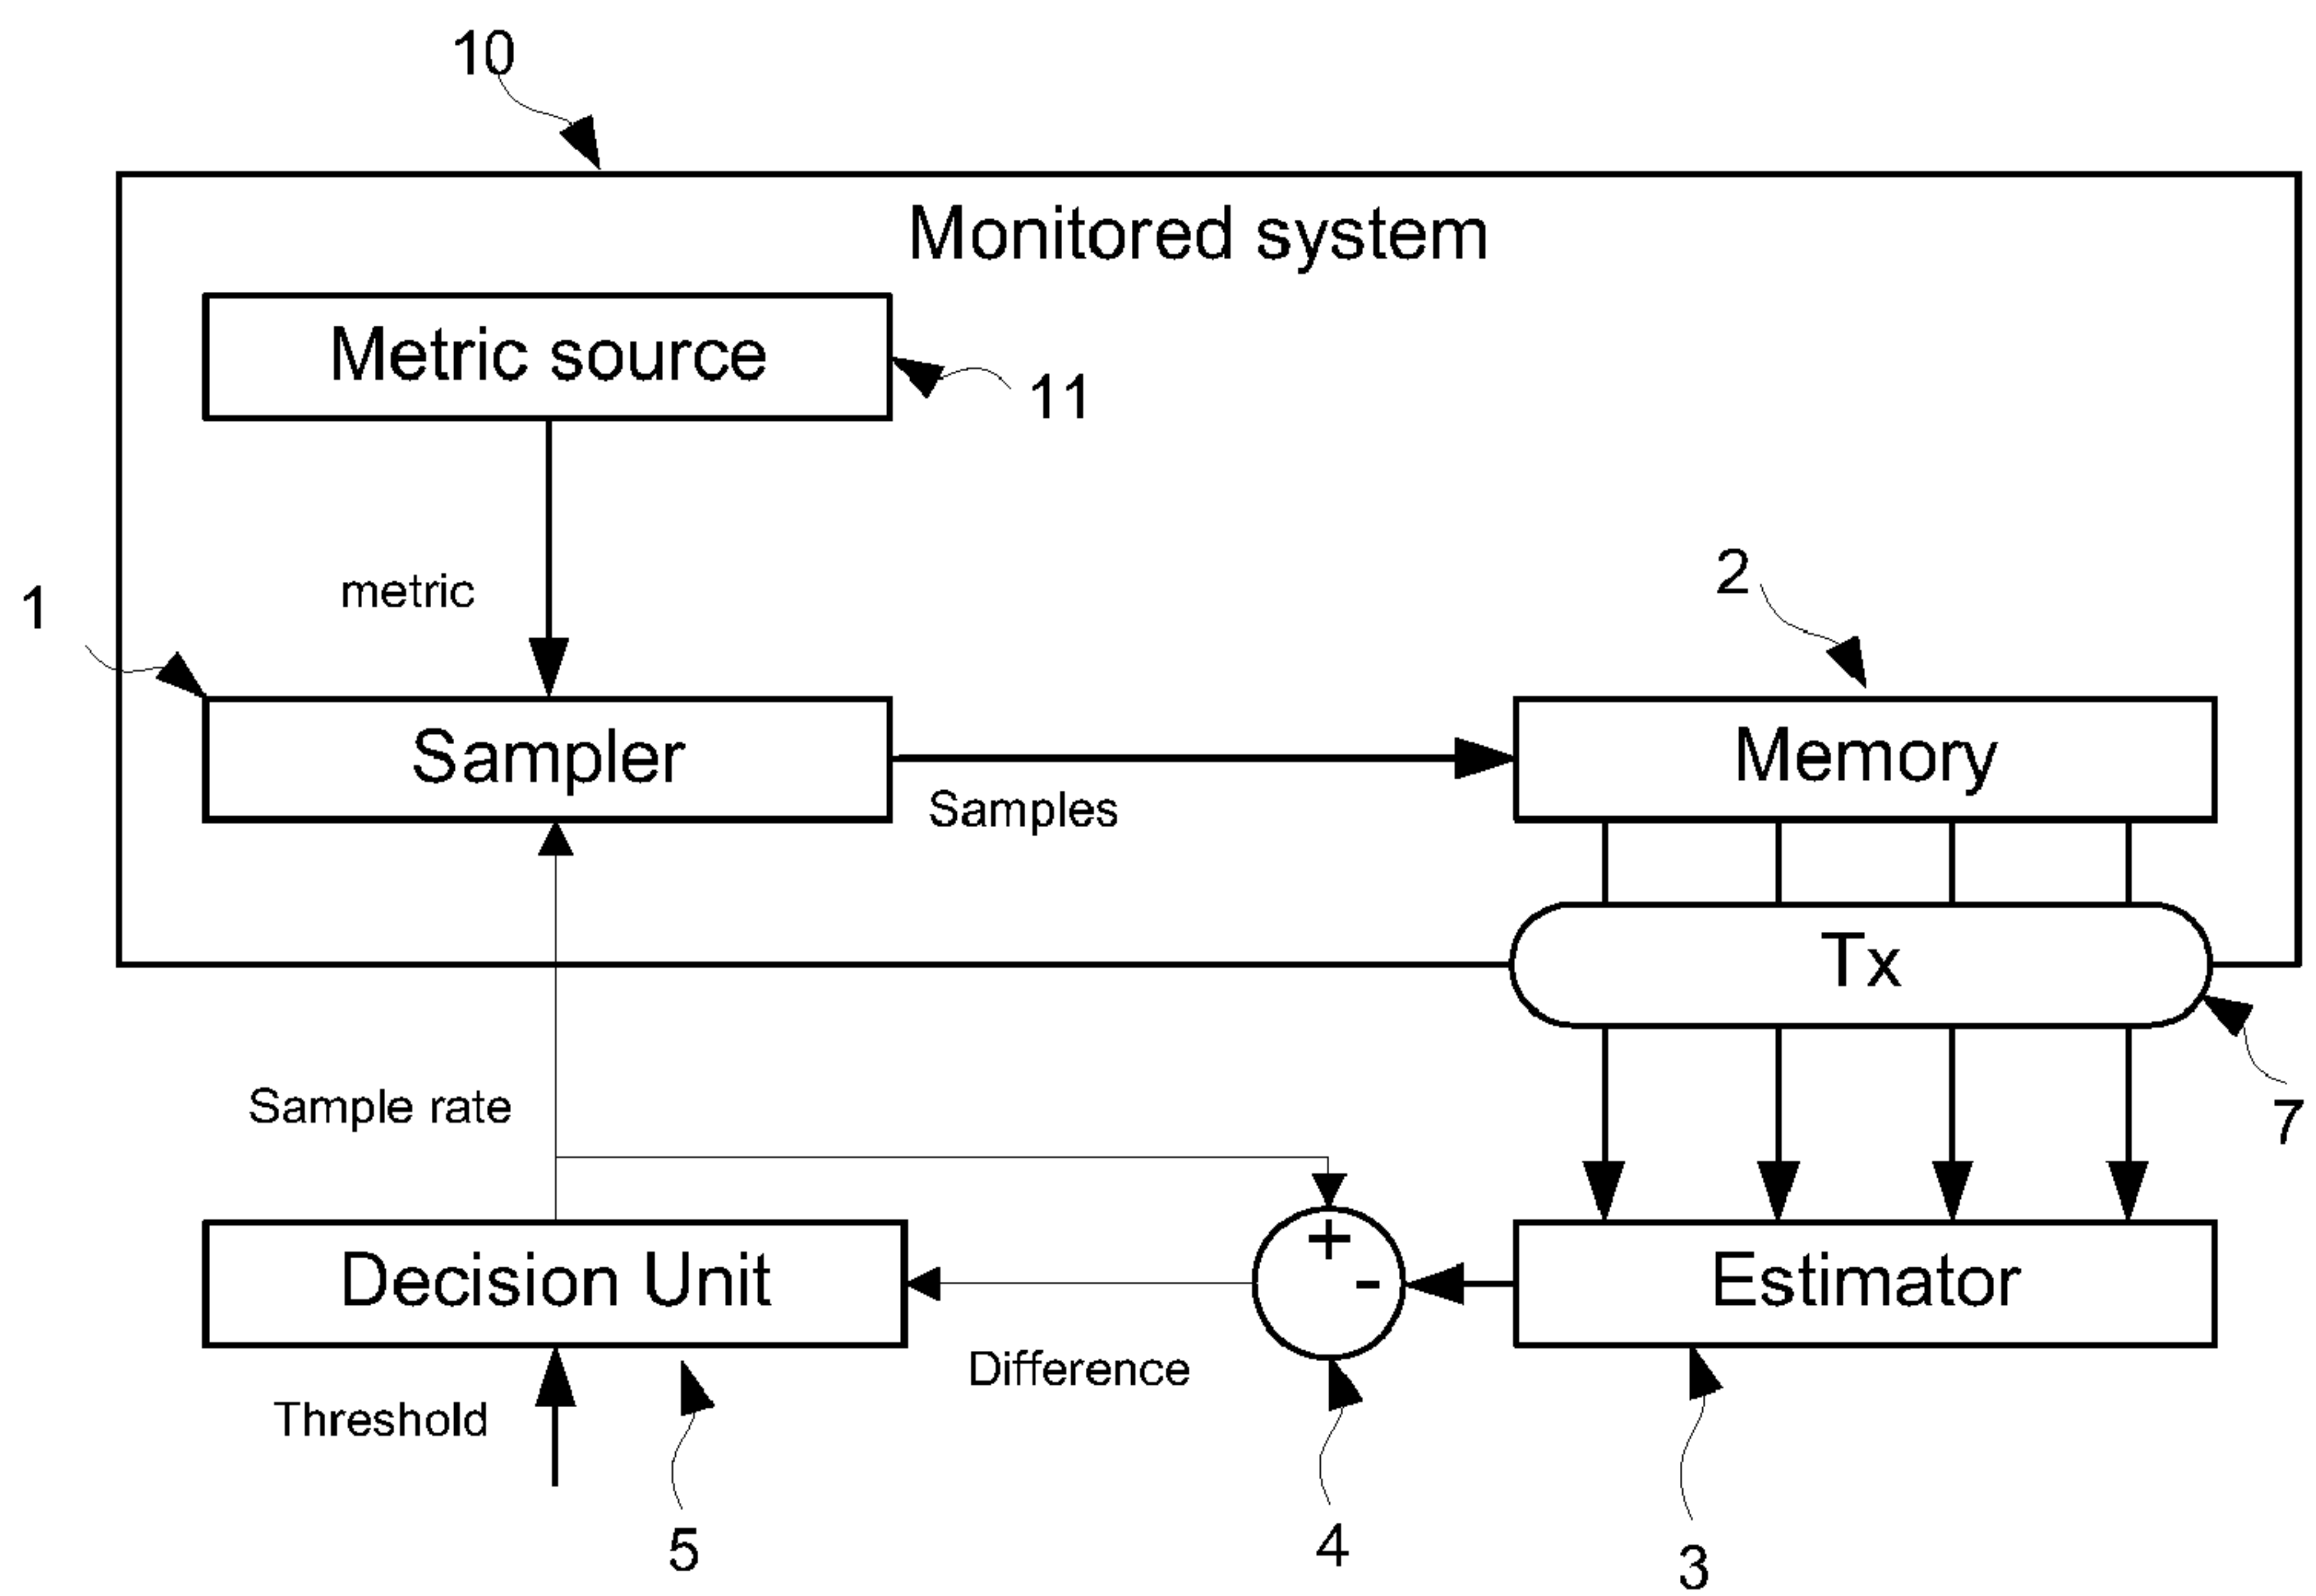 10
Monitored system
Metric source
11
metric
1
2
Sampler
Memory
Samples
Tx
Sample rate
7
+
-
Decision Unit
Estimator
Difference
Threshold
5
4
3